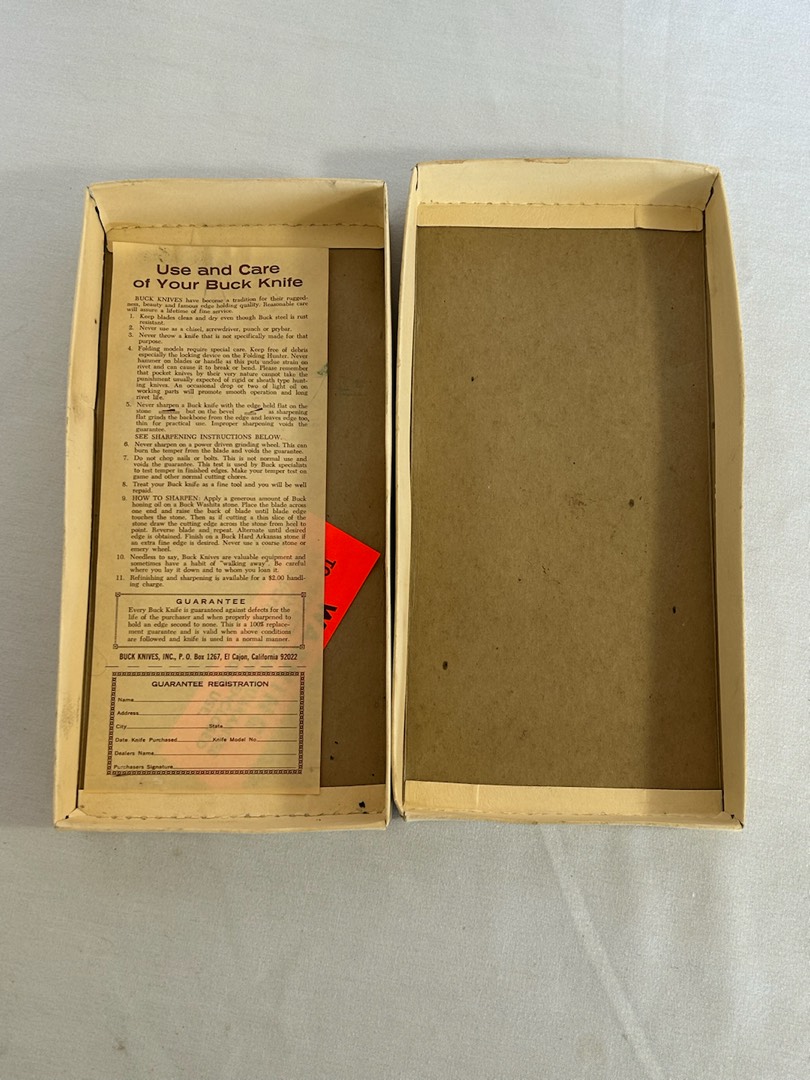 Use and Care
of Your Buck Knife
BUCK KNIVES have become a tradition for their rugged-
ness, beauty and famous edge holding quality. Reasonable care
will assure a lifetime of fine service.
1. Keep blades clean and dry even though Buck steel is rust
resistant.
2. Never use as a chisel, screwdriver, punch or prybar.
3. Never throw a knife that is not specifically made for that
purpose.
4. Folding models require special care. Keep free of debris
especially the locking device on the Folding Hunter. Never
hammer on blades or handle as this puts undue strain on
rivet and can cause it to break or bend. Please remember
that pocket knives by their very nature cannot take the
punishment usually expected of rigid or sheath type hunt-
ing knives. An occasional drop or two of light oil on
working parts will promote smooth operation and long
rivet life.
5. Never sharpen a Buck knife with the edge held flat on the
stone but on the bevel as sharpening
flat grinds the backbone from the edge and leaves edge too,
thin for practical use. Improper sharpening voids the
guarantee.
SEE SHARPENING INSTRUCTIONS BELOW.
6. Never sharpen on a power driven grinding wheel. This can
burn the temper from the blade and voids the guarantee.
7. Do not chop nails or bolts. This is not normal use and
voids the guarantee. This test is used by Buck specialists
to test temper in finished edges. Make your temper test on
game and other normal cutting chores.
8. Treat your Buck knife as a fine tool and you will be well
repaid.
9. HOW TO SHARPEN: Apply a generous amount of Buck
honing oil on a Buck Washita stone. Place the blade across
one end and raise the back of blade until blade edge
touches the stone. Then as if cutting a thin slice of the
stone draw the cutting edge across the stone from heel to
point. Reverse blade and repeat. Alternate until desired
edge is obtained. Finish on a Buck Hard Arkansas stone if
an extra fine edge is desired. Never use a course stone or
emery wheel.
10. Needless to say, Buck Knives are valuable equipment and
sometimes have a habit of "walking away". Be careful
where you lay it down and to whom you loan it.
11. Refinishing and sharpening is available for a $2.00 handl-
ing charge.
GUARANTEE
Every Buck Knife is guaranteed against defects for the
life of the purchaser and when properly sharpened to
hold an edge second to none. This is a 100% replace-
ment guarantee and is valid when above conditions
are followed and knife is used in a normal manner.
BUCK KNIVES, INC., P. O. Box 1267, El Cajon, California 92022
GUARANTEE REGISTRATION
Name
Address
City State
Date Knife Purchased Knife Model No.
Dealers Name
Purchasers Signature
TO